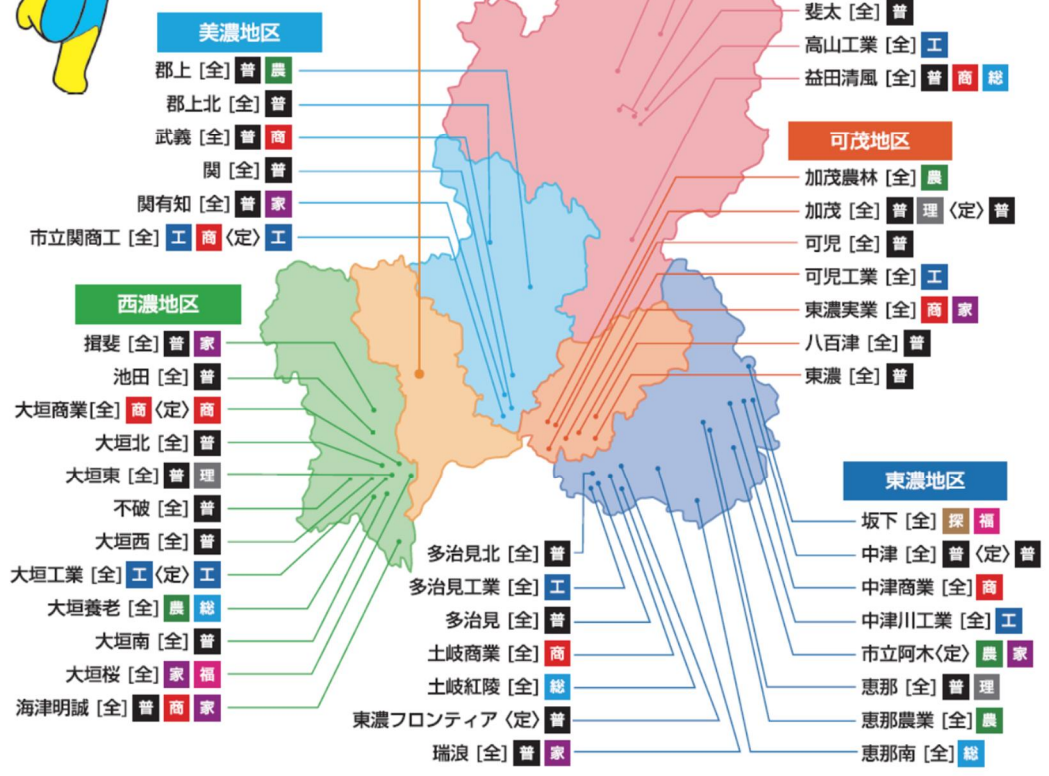 美濃地区
郡上 [全] 普 農
郡上北 [全] 普
武義 [全] 普 商
関 [全] 普
関有知 [全] 普 家
市立関商工 [全] 工 商 〈定〉 工
西濃地区
揖斐 [全] 普 家
池田 [全] 普
大垣商業[全] 商 〈定〉 商
大垣北 [全] 普
大垣東 [全] 普 理
不破 [全] 普
大垣西 [全] 普
大垣工業 [全] 工 〈定〉 工
大垣養老 [全] 農 総
大垣南 [全] 普
大垣桜 [全] 家 福
海津明誠 [全] 普 商 家
斐太 [全] 普
高山工業 [全] 工
益田清風 [全] 普 商 総
可茂地区
加茂農林 [全] 農
加茂 [全] 普 理 〈定〉 普
可児 [全] 普
可児工業 [全] 工
東濃実業 [全] 商 家
八百津 [全] 普
東濃 [全] 普
東濃地区
多治見北 [全] 普
多治見工業 [全] 工
多治見 [全] 普
土岐商業 [全] 商
土岐紅陵 [全] 総
東濃フロンティア 〈定〉 普
瑞浪 [全] 普 家
坂下 [全] 探 福
中津 [全] 普 〈定〉 普
中津商業 [全] 商
中津川工業 [全] 工
市立阿木〈定〉 農 家
恵那 [全] 普 理
恵那農業 [全] 農
恵那南 [全] 総